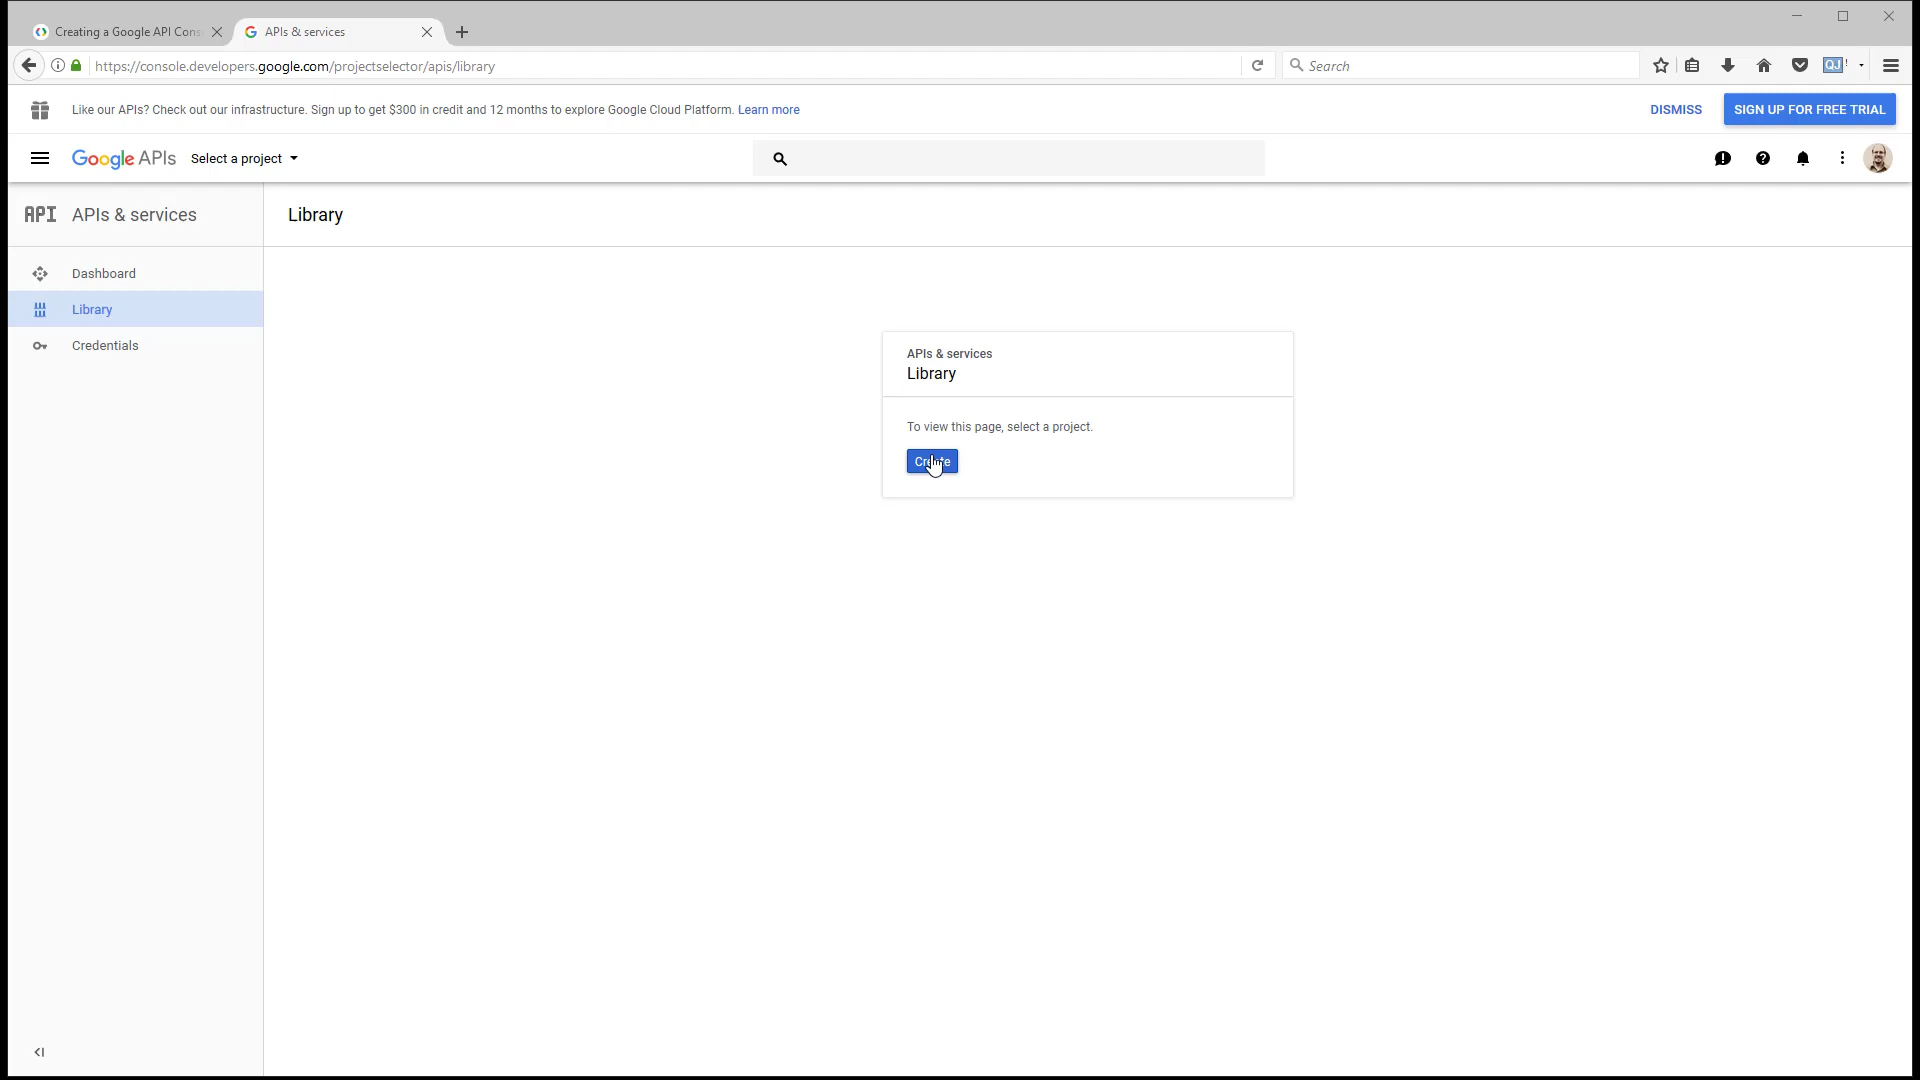 Creating a Google API Cons
APIs & services
https://console.developers.google.com/projectselector/apis/library
Search
QJ
Like our APIs? Check out our infrastructure. Sign up to get $300 in credit and 12 months to explore Google Cloud Platform. Learn more
DISMISS
SIGN UP FOR FREE TRIAL
Google APIs
Select a project
API APIs & services
Library
Dashboard
Library
Credentials
APIs & services
Library
To view this page, select a project.
Create